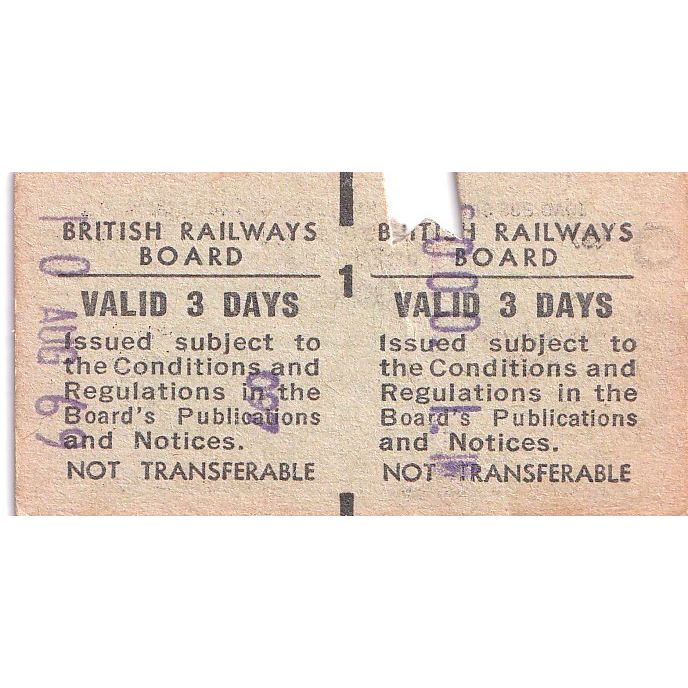 BRITISH RAILWAYS
BOARD
VALID 3 DAYS
Issued subject to
the Conditions and
Regulations in the
Board's Publications
and Notices.
NOT TRANSFERABLE
1
BRITISH RAILWAYS
BOARD
VALID 3 DAYS
Issued subject to
the Conditions and
Regulations in the
Board's Publications
and Notices.
NOT TRANSFERABLE
10 AUG 67